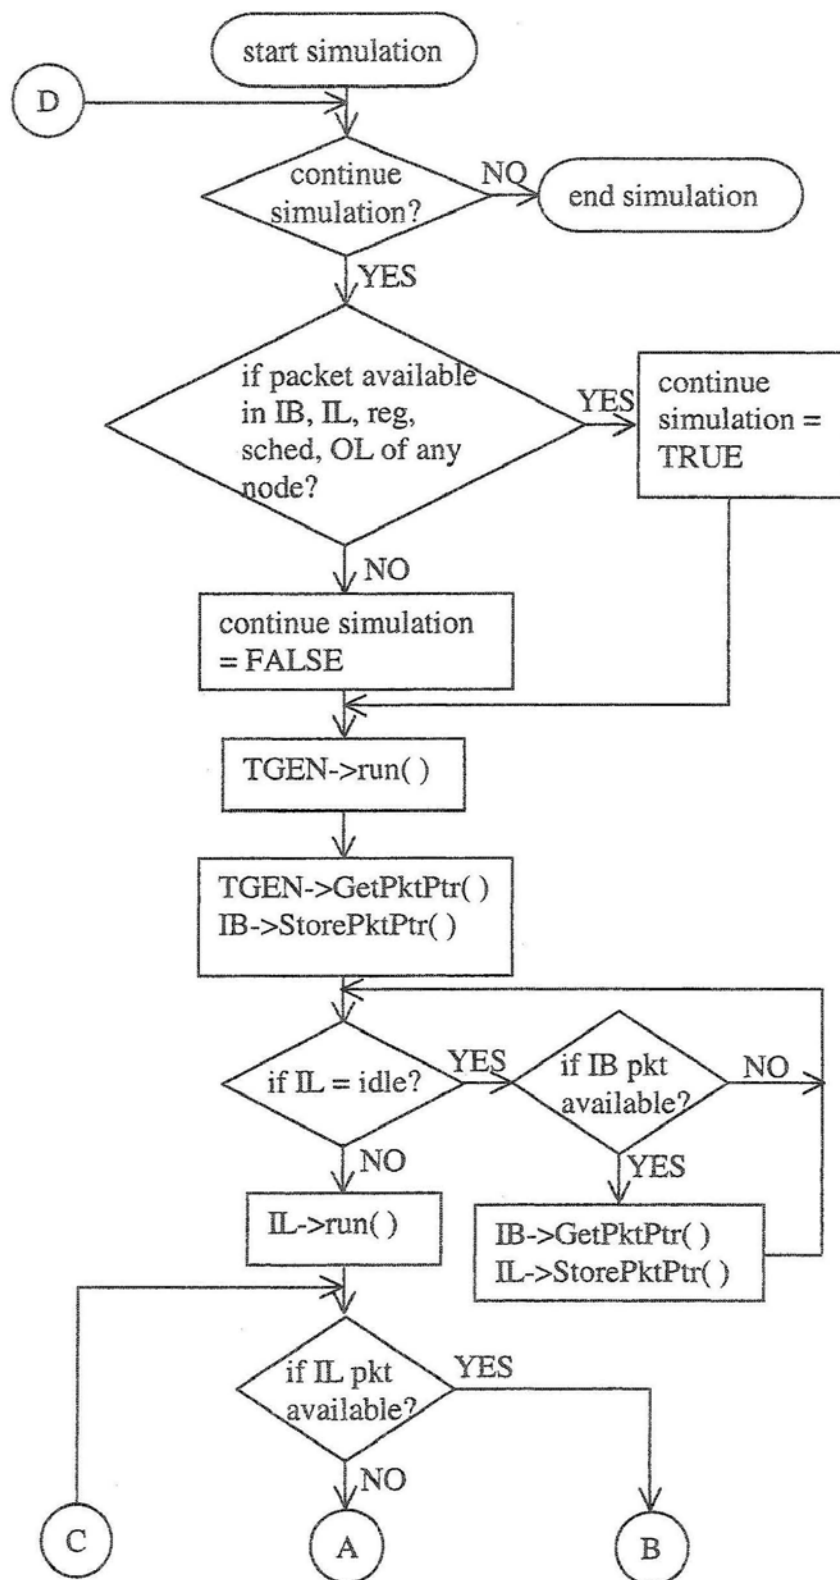 start simulation
D
continue
simulation?
NO
end simulation
YES
if packet available
in IB, IL, reg,
sched, OL of any
node?
YES
continue
simulation =
TRUE
NO
continue simulation
= FALSE
TGEN->run( )
TGEN->GetPktPtr( )
IB->StorePktPtr( )
if IL = idle?
YES
if IB pkt
available?
NO
NO
YES
IL->run( )
IB->GetPktPtr( )
IL->StorePktPtr( )
if IL pkt
available?
YES
NO
C
A
B